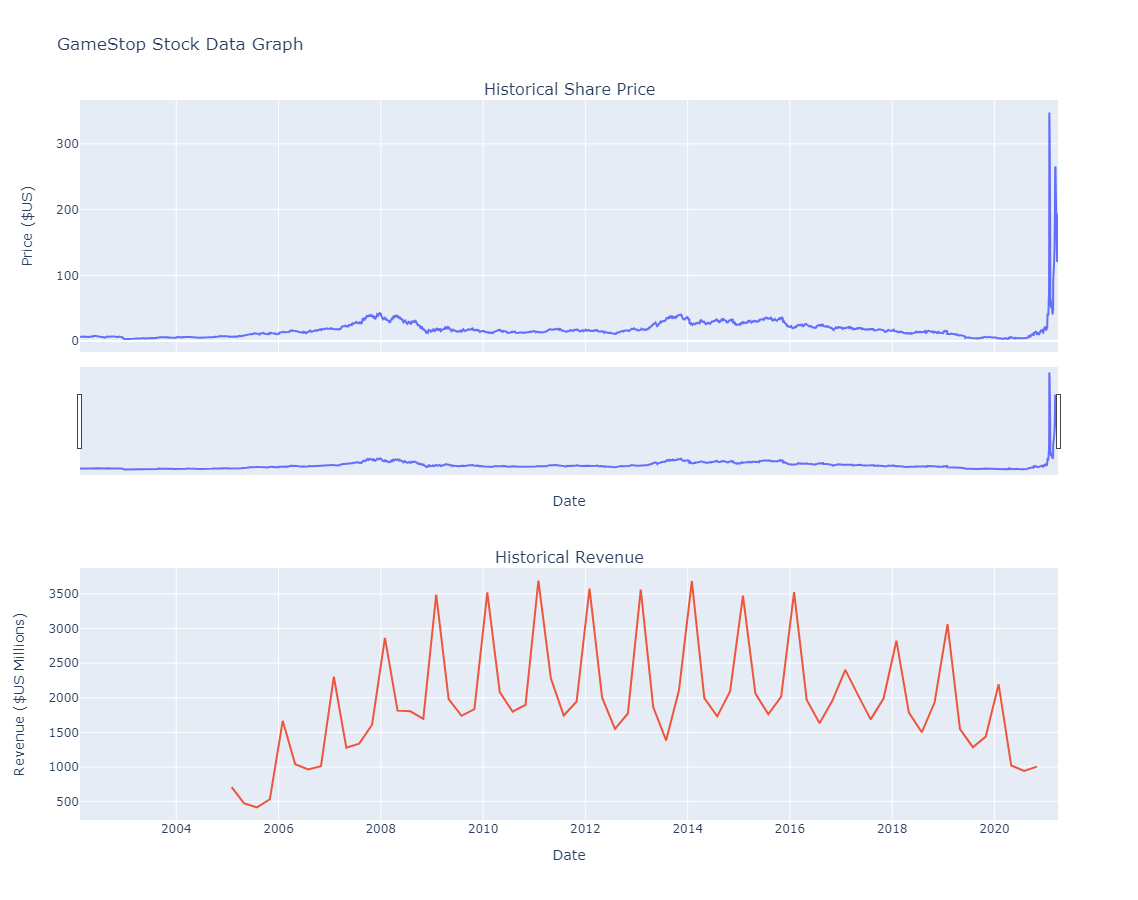 GameStop Stock Data Graph
Historical Share Price
Price ($US)
300
200
100
0
Date
Historical Revenue
Revenue ($US Millions)
3500
3000
2500
2000
1500
1000
500
2004 2006 2008 2010 2012 2014 2016 2018 2020
Date